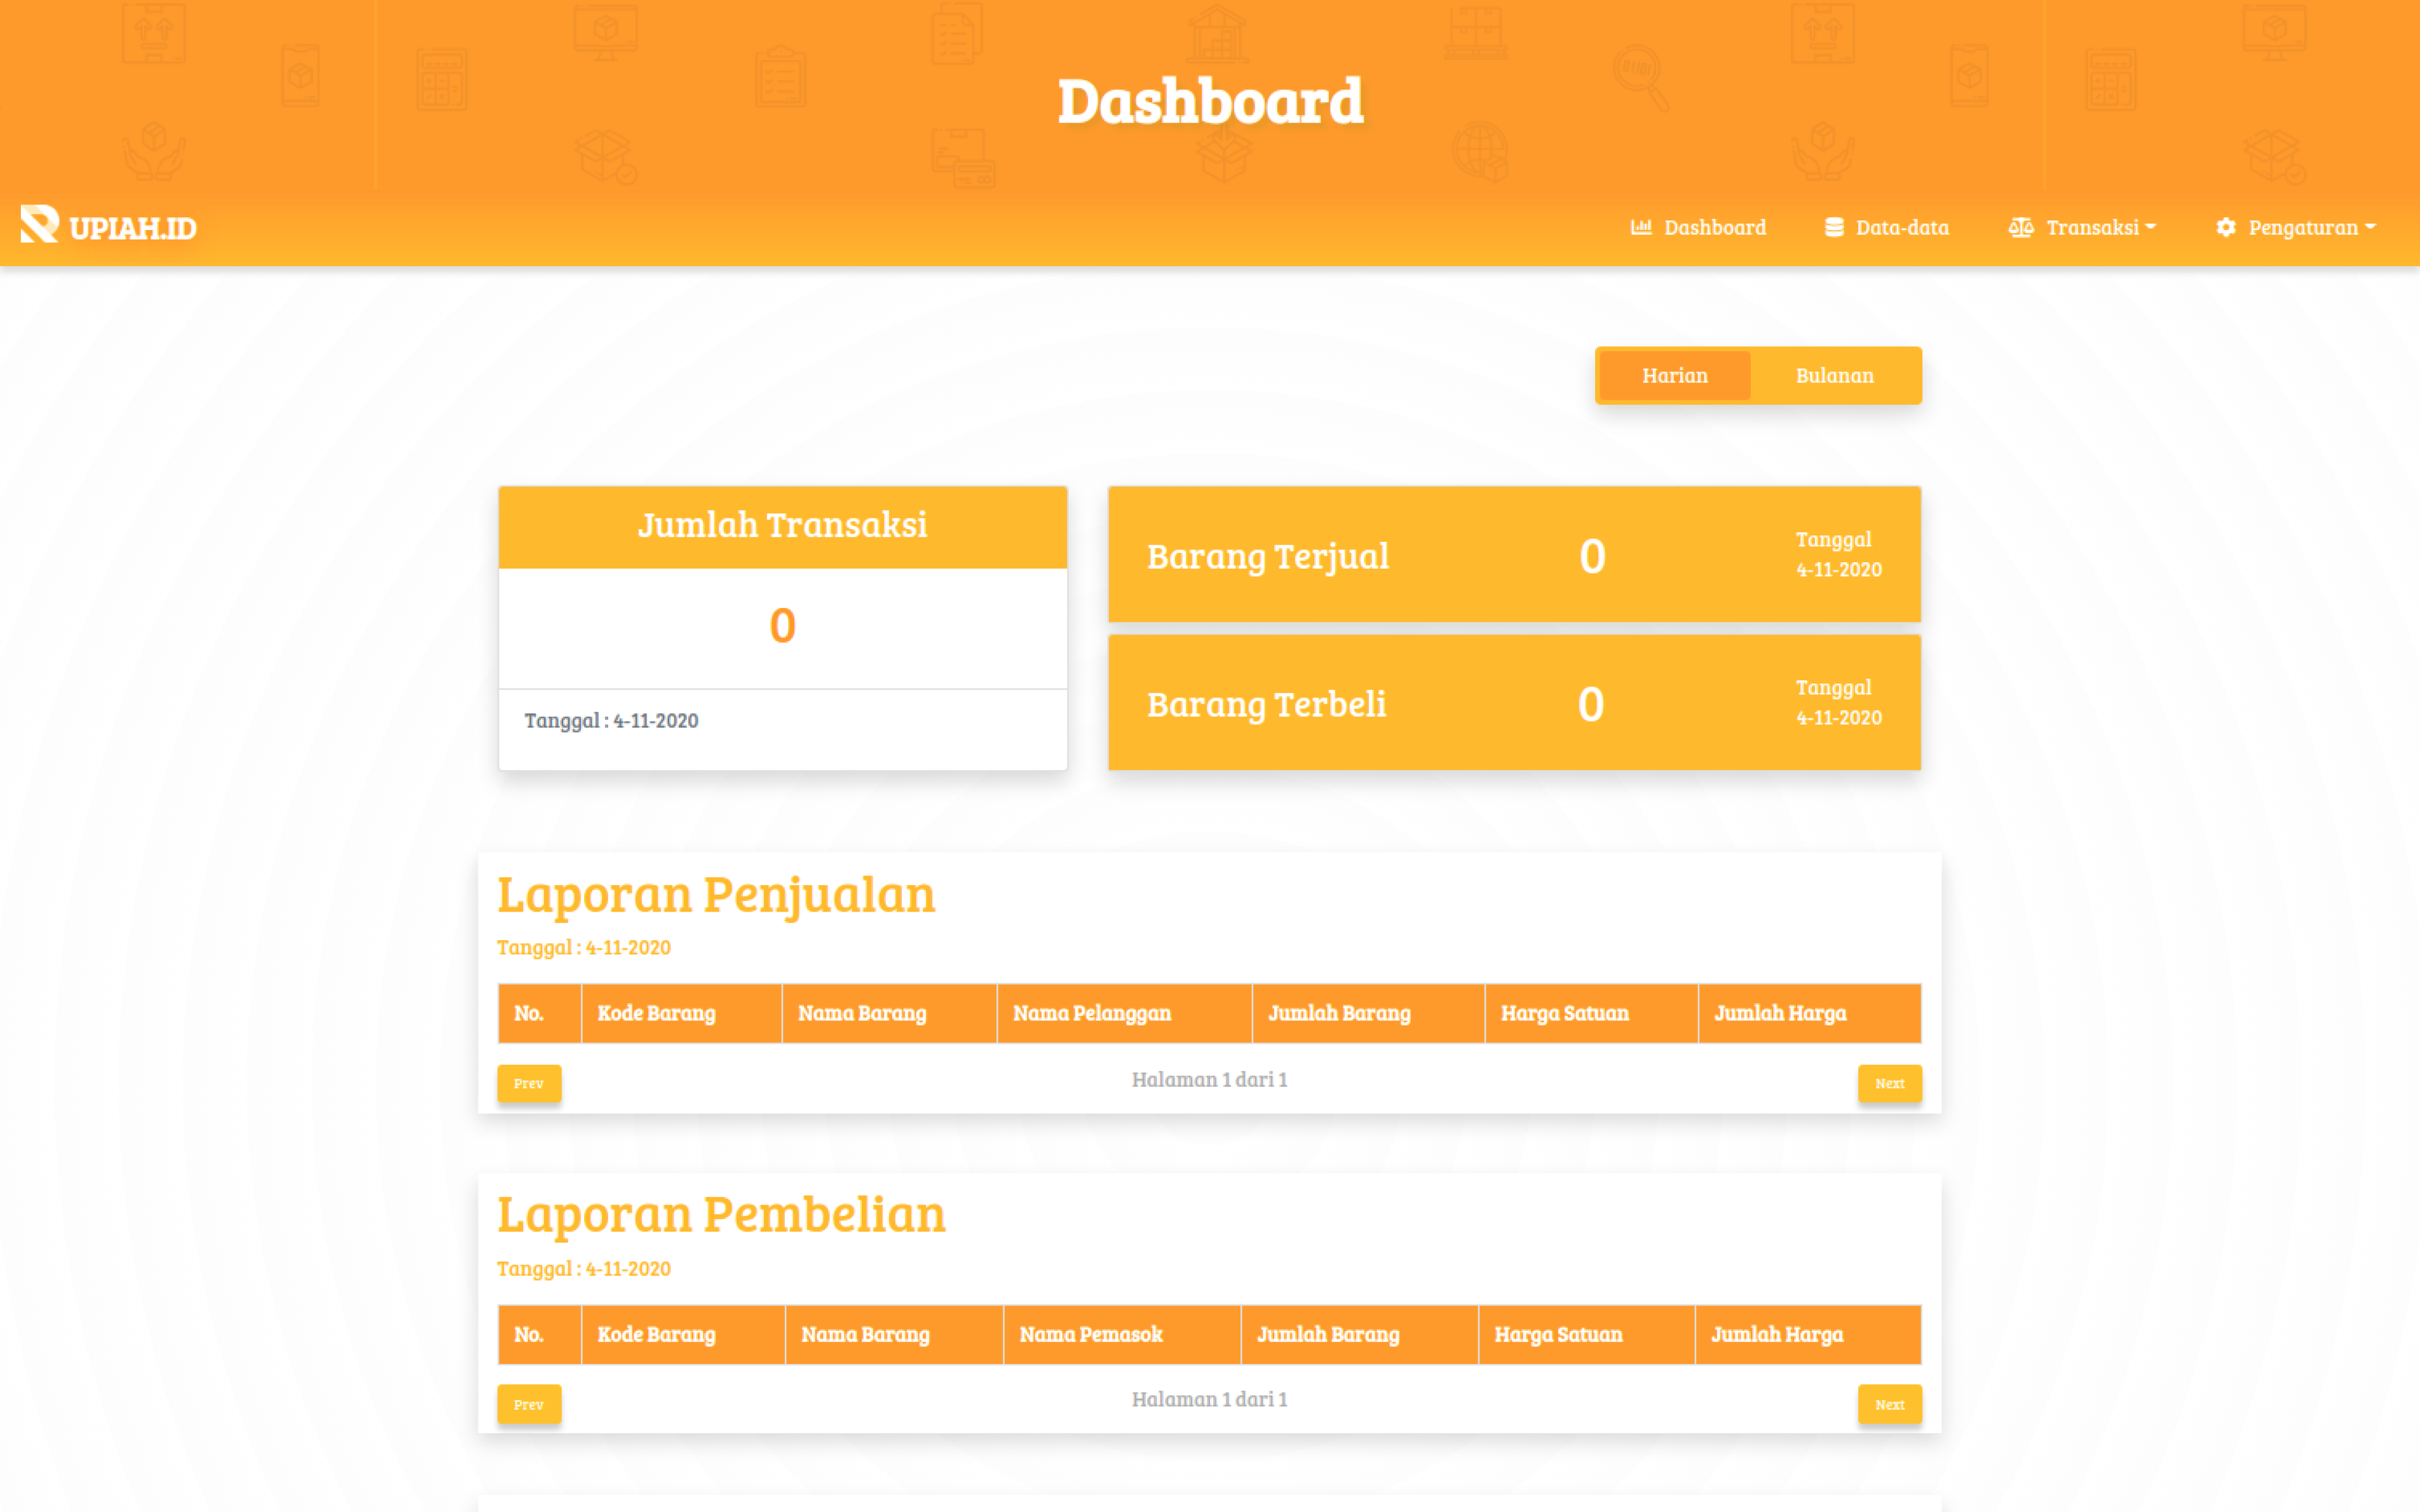 Dashboard
UPIAH.ID
Dashboard
Data-data
Transaksi
Pengaturan
Harian
Bulanan
Jumlah Transaksi
0
Tanggal : 4-11-2020
Barang Terjual
0
Tanggal
4-11-2020
Barang Terbeli
0
Tanggal
4-11-2020
Laporan Penjualan
Tanggal : 4-11-2020
No. Kode Barang Nama Barang Nama Pelanggan Jumlah Barang Harga Satuan Jumlah Harga
Prev Halaman 1 dari 1 Next
Laporan Pembelian
Tanggal : 4-11-2020
No. Kode Barang Nama Barang Nama Pemasok Jumlah Barang Harga Satuan Jumlah Harga
Prev Halaman 1 dari 1 Next